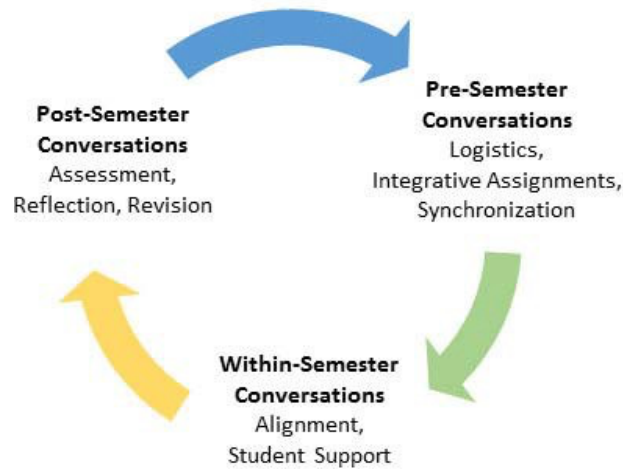 Post-Semester
Conversations
Assessment,
Reflection, Revision
Pre-Semester
Conversations
Logistics,
Integrative Assignments,
Synchronization
Within-Semester
Conversations
Alignment,
Student Support